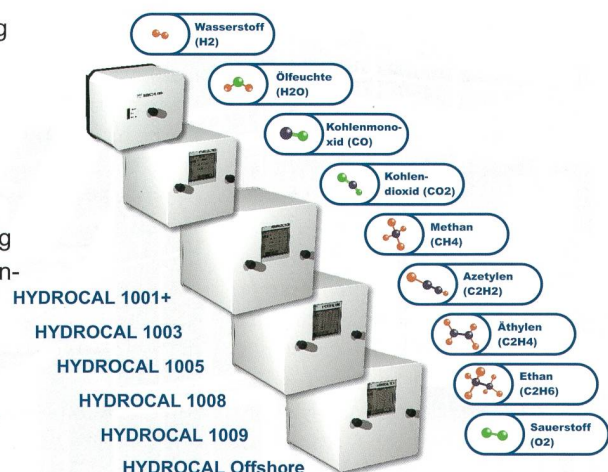 g
Wasserstoff
(H2)
Ölfeuchte
(H2O)
Kohlenmono-
xid (CO)
Kohlen-
dioxid (CO2)
g
Methan
(CH4)
n-
Azetylen
(C2H2)
HYDROCAL 1001+
HYDROCAL 1003
Äthylen
(C2H4)
HYDROCAL 1005
Ethan
(C2H6)
HYDROCAL 1008
HYDROCAL 1009
Sauerstoff
(O2)
HYDROCAL Offshore